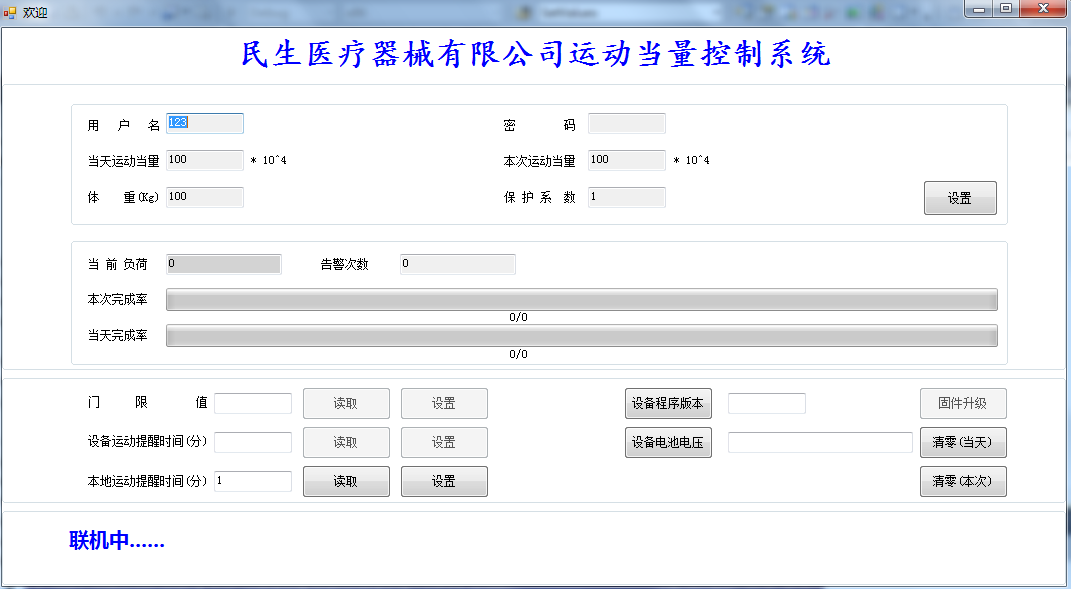 欢迎
民生医疗器械有限公司运动当量控制系统
用 户 名 123 密 码
当天运动当量 100 * 10^4 本次运动当量 100 * 10^4
体 重(Kg) 100 保 护 系 数 1 设置
当 前 负荷 0 告警次数 0
本次完成率
0/0
当天完成率
0/0
门 限 值 读取 设置 设备程序版本 固件升级
设备运动提醒时间(分) 读取 设置 设备电池电压 清零(当天)
本地运动提醒时间(分) 1 读取 设置 清零(本次)
联机中......